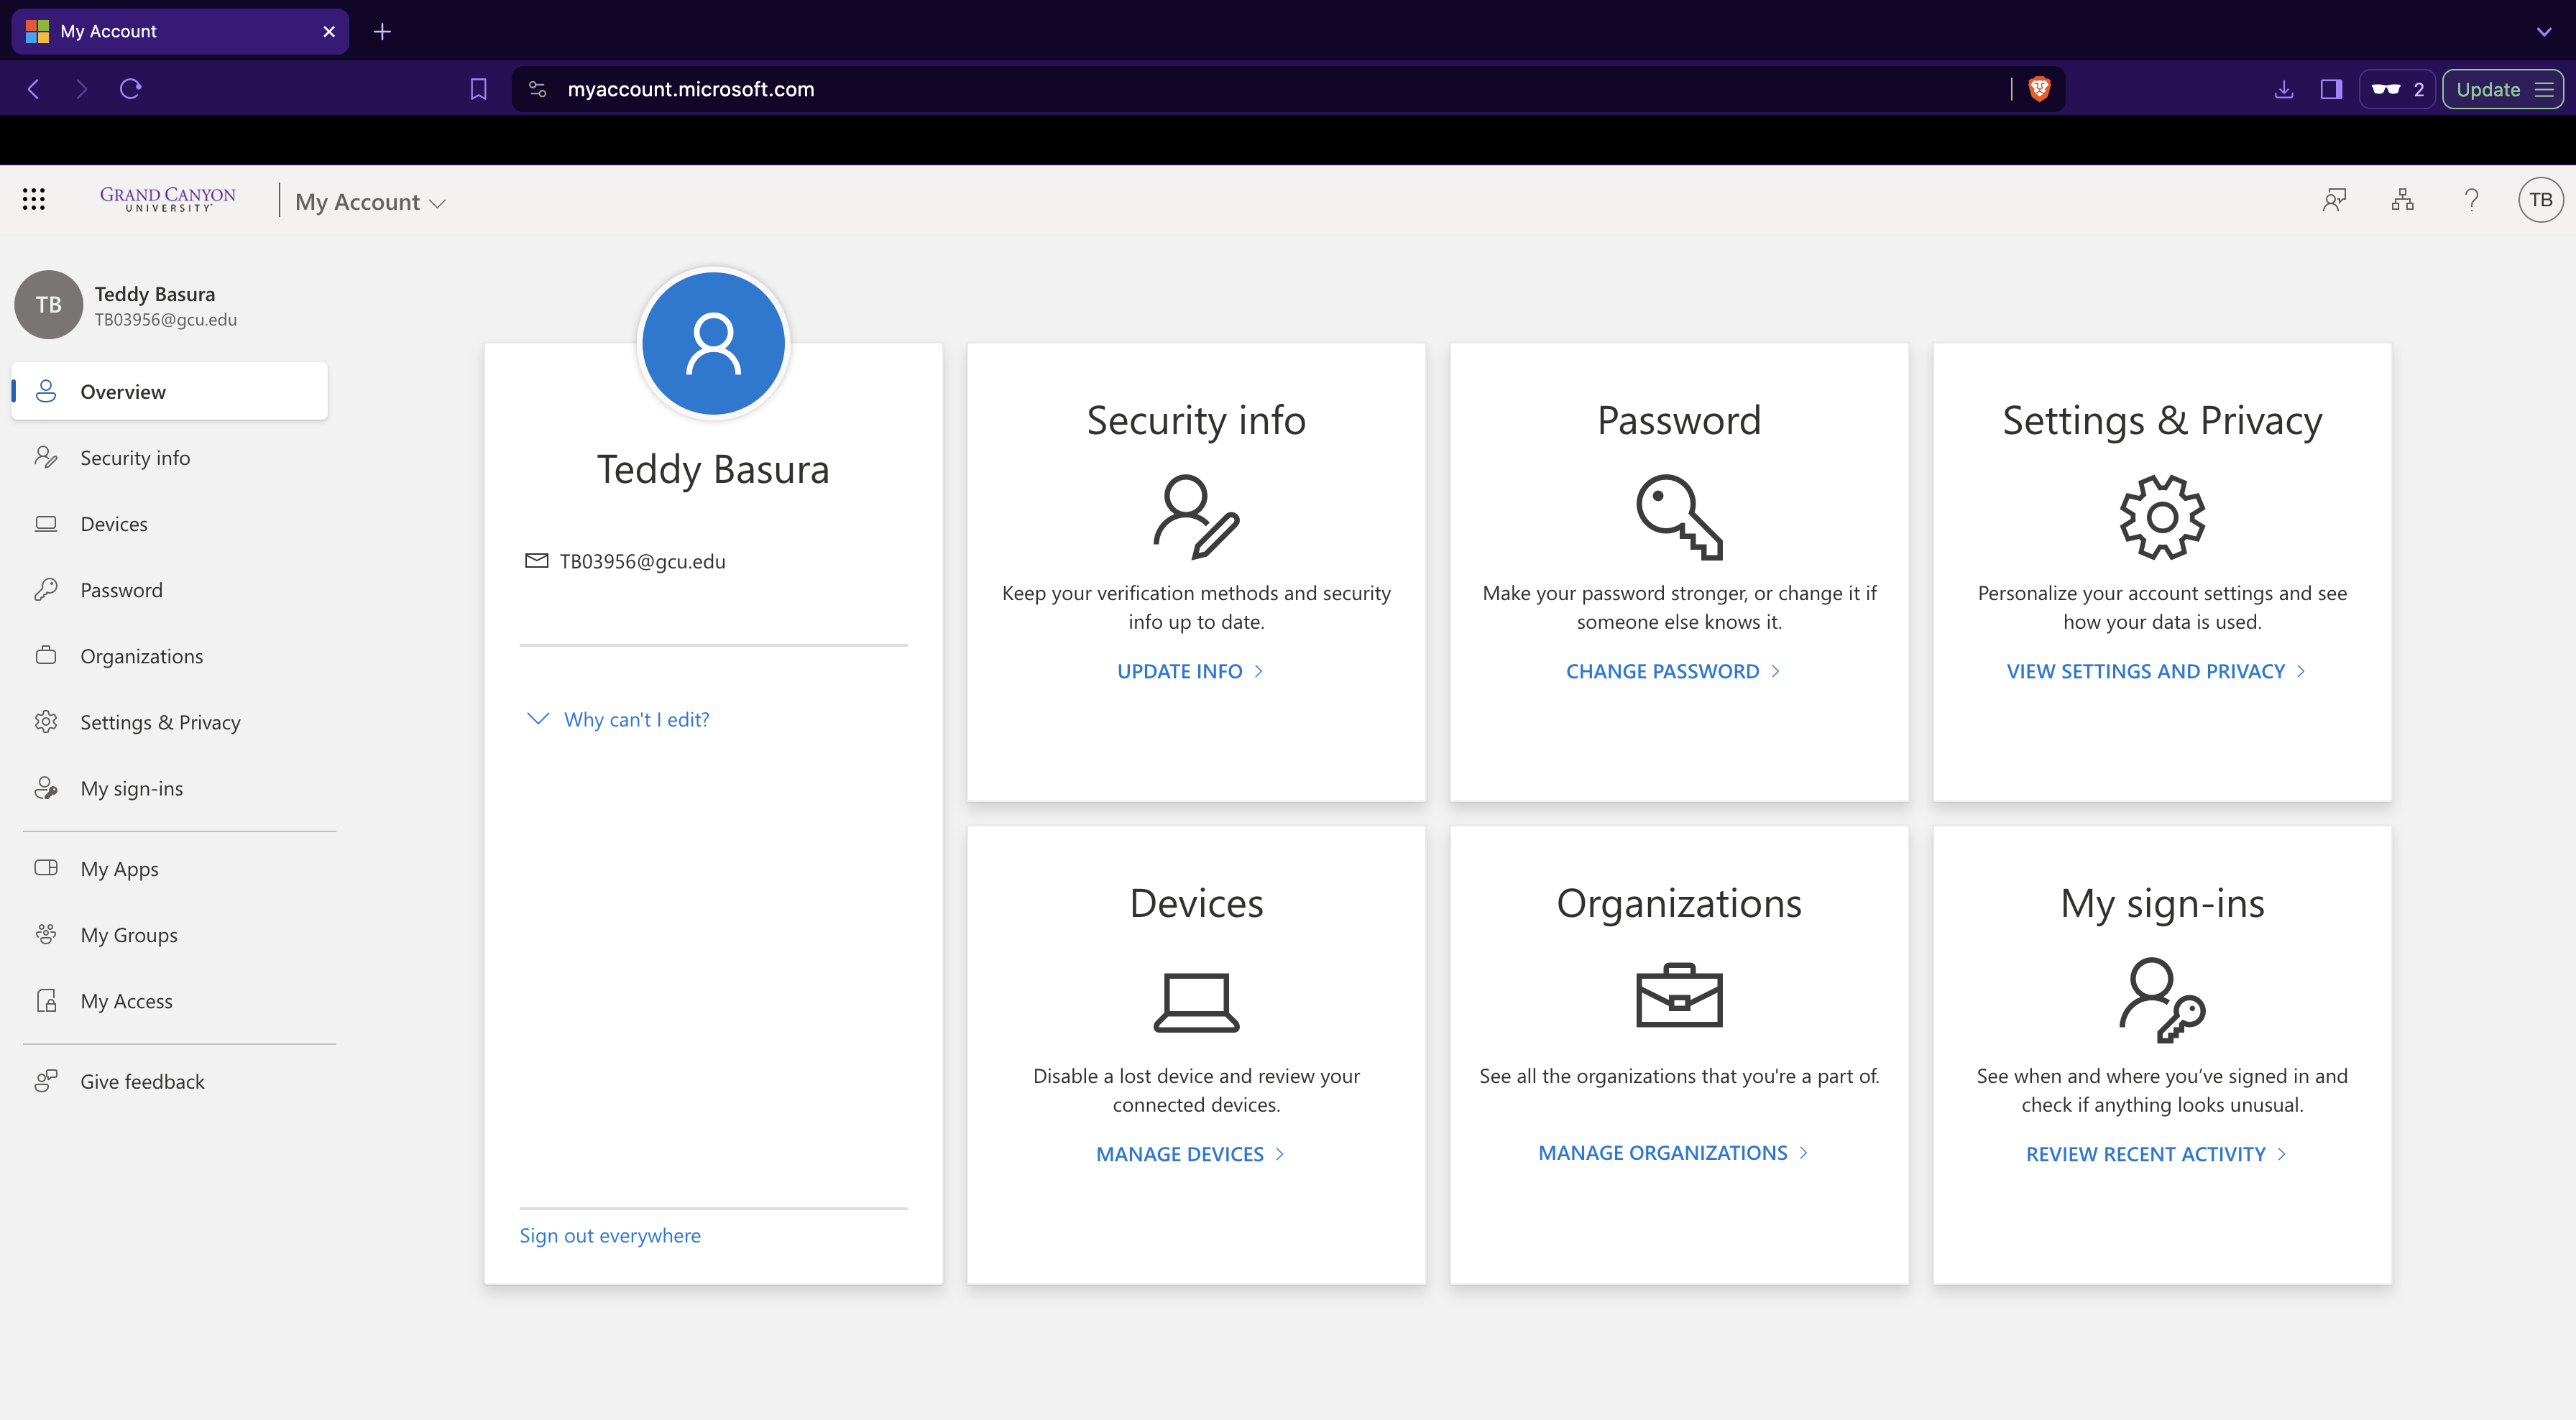 My Account
myaccount.microsoft.com
2
Update
GRAND CANYON
UNIVERSITY
My Account
TB
TB
Teddy Basura
TB03956@gcu.edu
Overview
Security info
Devices
Password
Organizations
Settings & Privacy
My sign-ins
My Apps
My Groups
My Access
Give feedback
Teddy Basura
TB03956@gcu.edu
Why can't I edit?
Sign out everywhere
Security info
Keep your verification methods and security
info up to date.
UPDATE INFO
Password
Make your password stronger, or change it if
someone else knows it.
CHANGE PASSWORD
Settings & Privacy
Personalize your account settings and see
how your data is used.
VIEW SETTINGS AND PRIVACY
Devices
Disable a lost device and review your
connected devices.
MANAGE DEVICES
Organizations
See all the organizations that you're a part of.
MANAGE ORGANIZATIONS
My sign-ins
See when and where you’ve signed in and
check if anything looks unusual.
REVIEW RECENT ACTIVITY